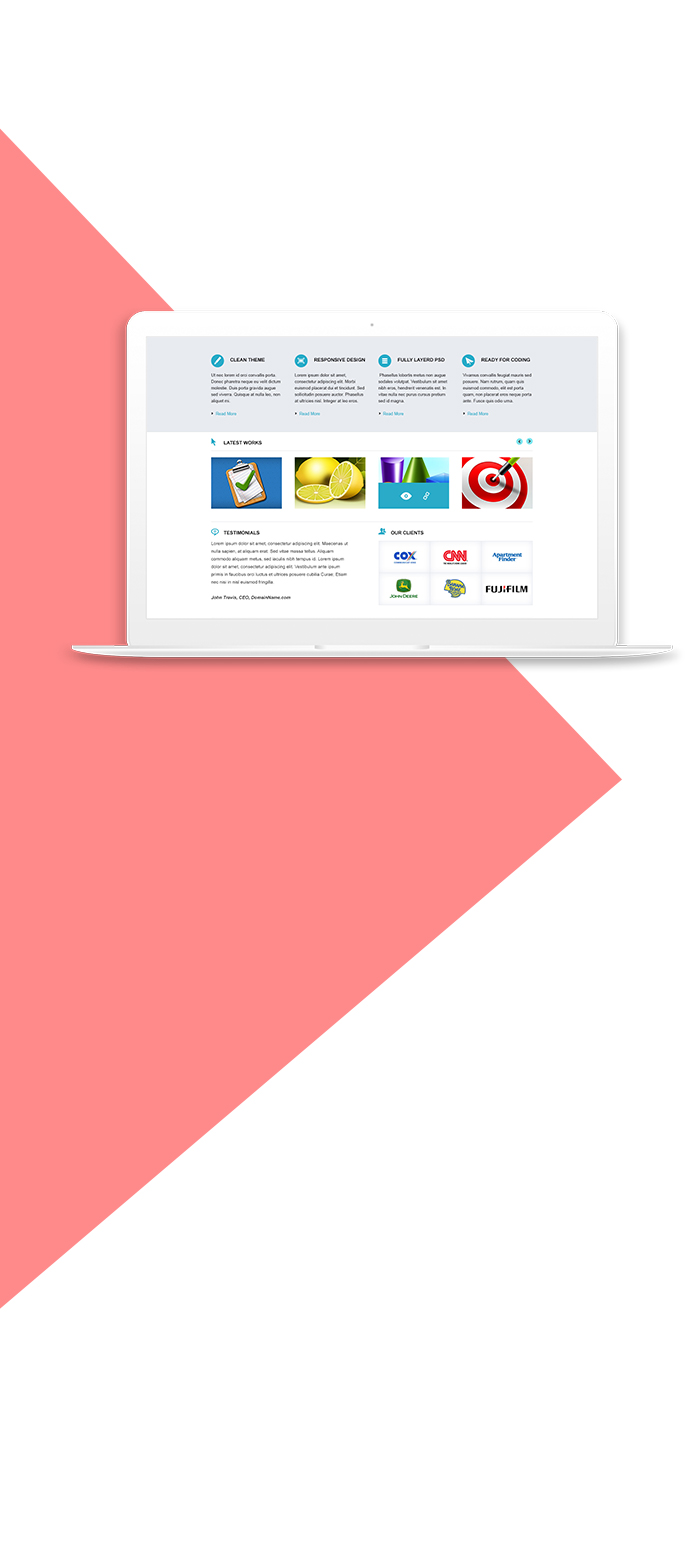 CLEAN THEME
Ut nec lorem id orci convallis porta.
Donec pharetra neque eu velit dictum
molestie. Duis porta gravida augue
sed viverra. Quisque at nulla leo, non
aliquet mi.
Read More
RESPONSIVE DESIGN
Lorem ipsum dolor sit amet,
consectetur adipiscing elit. Morbi
euismod placerat dui et tincidunt. Sed
sollicitudin posuere auctor. Phasellus
at ultricies nisl. Integer at leo eros.
Read More
FULLY LAYERD PSD
Phasellus lobortis metus non augue
sodales volutpat. Vestibulum sit amet
nibh eros, hendrerit venenatis est. In
vitae nulla nec purus cursus pretium
sed id magna.
Read More
READY FOR CODING
Vivamus convallis feugiat mauris sed
posuere. Nam rutrum, quam quis
euismod commodo, elit est porta
quam, non placerat eros neque porta
ante. Fusce quis odio urna.
Read More
LATEST WORKS
TESTIMONIALS
Lorem ipsum dolor sit amet, consectetur adipiscing elit. Maecenas ut
nulla sapien, at aliquam erat. Sed vitae massa tellus. Aliquam
commodo aliquam metus, sed iaculis nibh tempus id. Lorem ipsum
dolor sit amet, consectetur adipiscing elit. Vestibulum ante ipsum
primis in faucibus orci luctus et ultrices posuere cubilia Curae; Etiam
nec nisi in nisl euismod fringilla.
John Travis, CEO, DomainName.com
OUR CLIENTS
COX
CNN
Apartment
Finder
JOHN DEERE
FUJIFILM